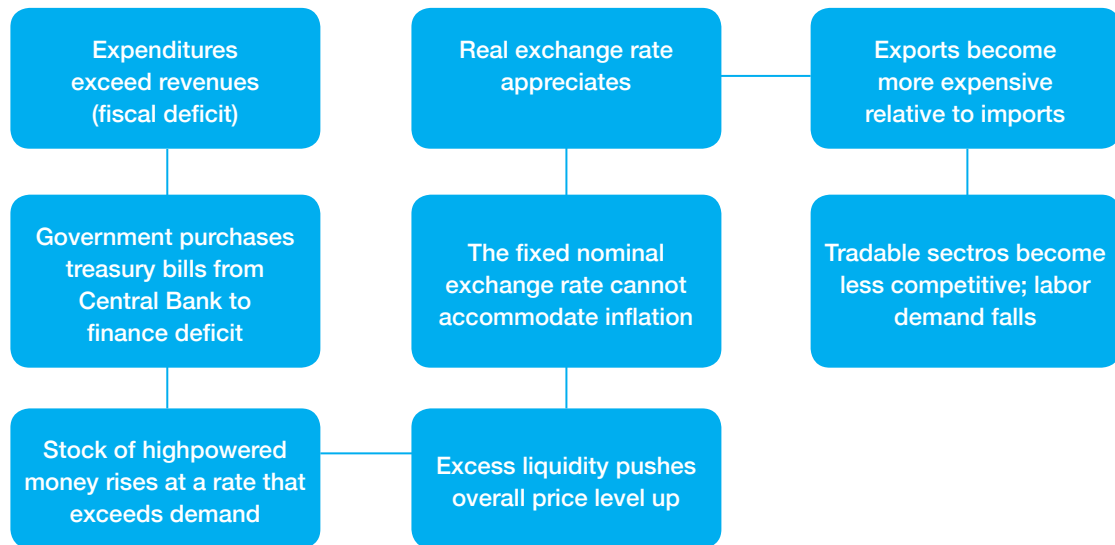 Expenditures
exceed revenues
(fiscal deficit)
Government purchases
treasury bills from
Central Bank to
finance deficit
Stock of highpowered
money rises at a rate that
exceeds demand
Excess liquidity pushes
overall price level up
The fixed nominal
exchange rate cannot
accommodate inflation
Real exchange rate
appreciates
Exports become
more expensive
relative to imports
Tradable sectros become
less competitive; labor
demand falls